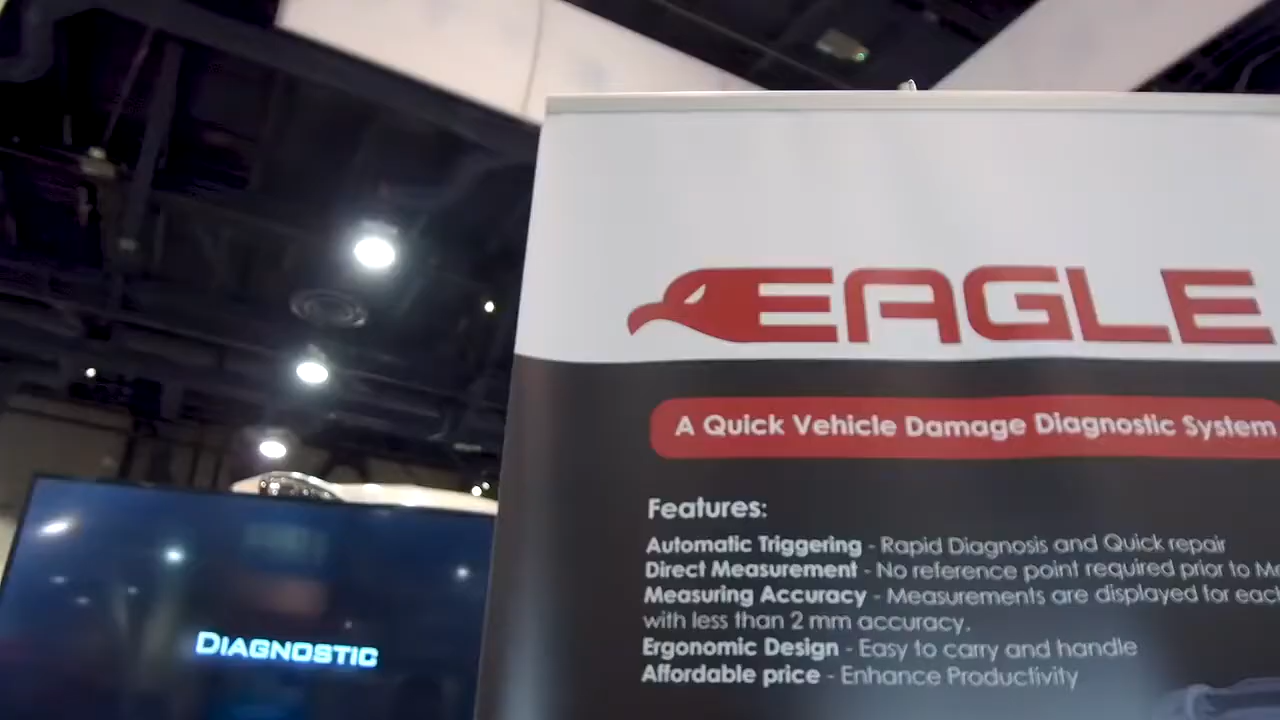 EAGLE
A Quick Vehicle Damage Diagnostic System
Features:
Automatic Triggering - Rapid Diagnosis and Quick repair
Direct Measurement - No reference point required prior to
Measuring Accuracy - Measurements are displayed for each
with less than 2 mm accuracy.
Ergonomic Design - Easy to carry and handle
Affordable price - Enhance Productivity
DIAGNOSTIC